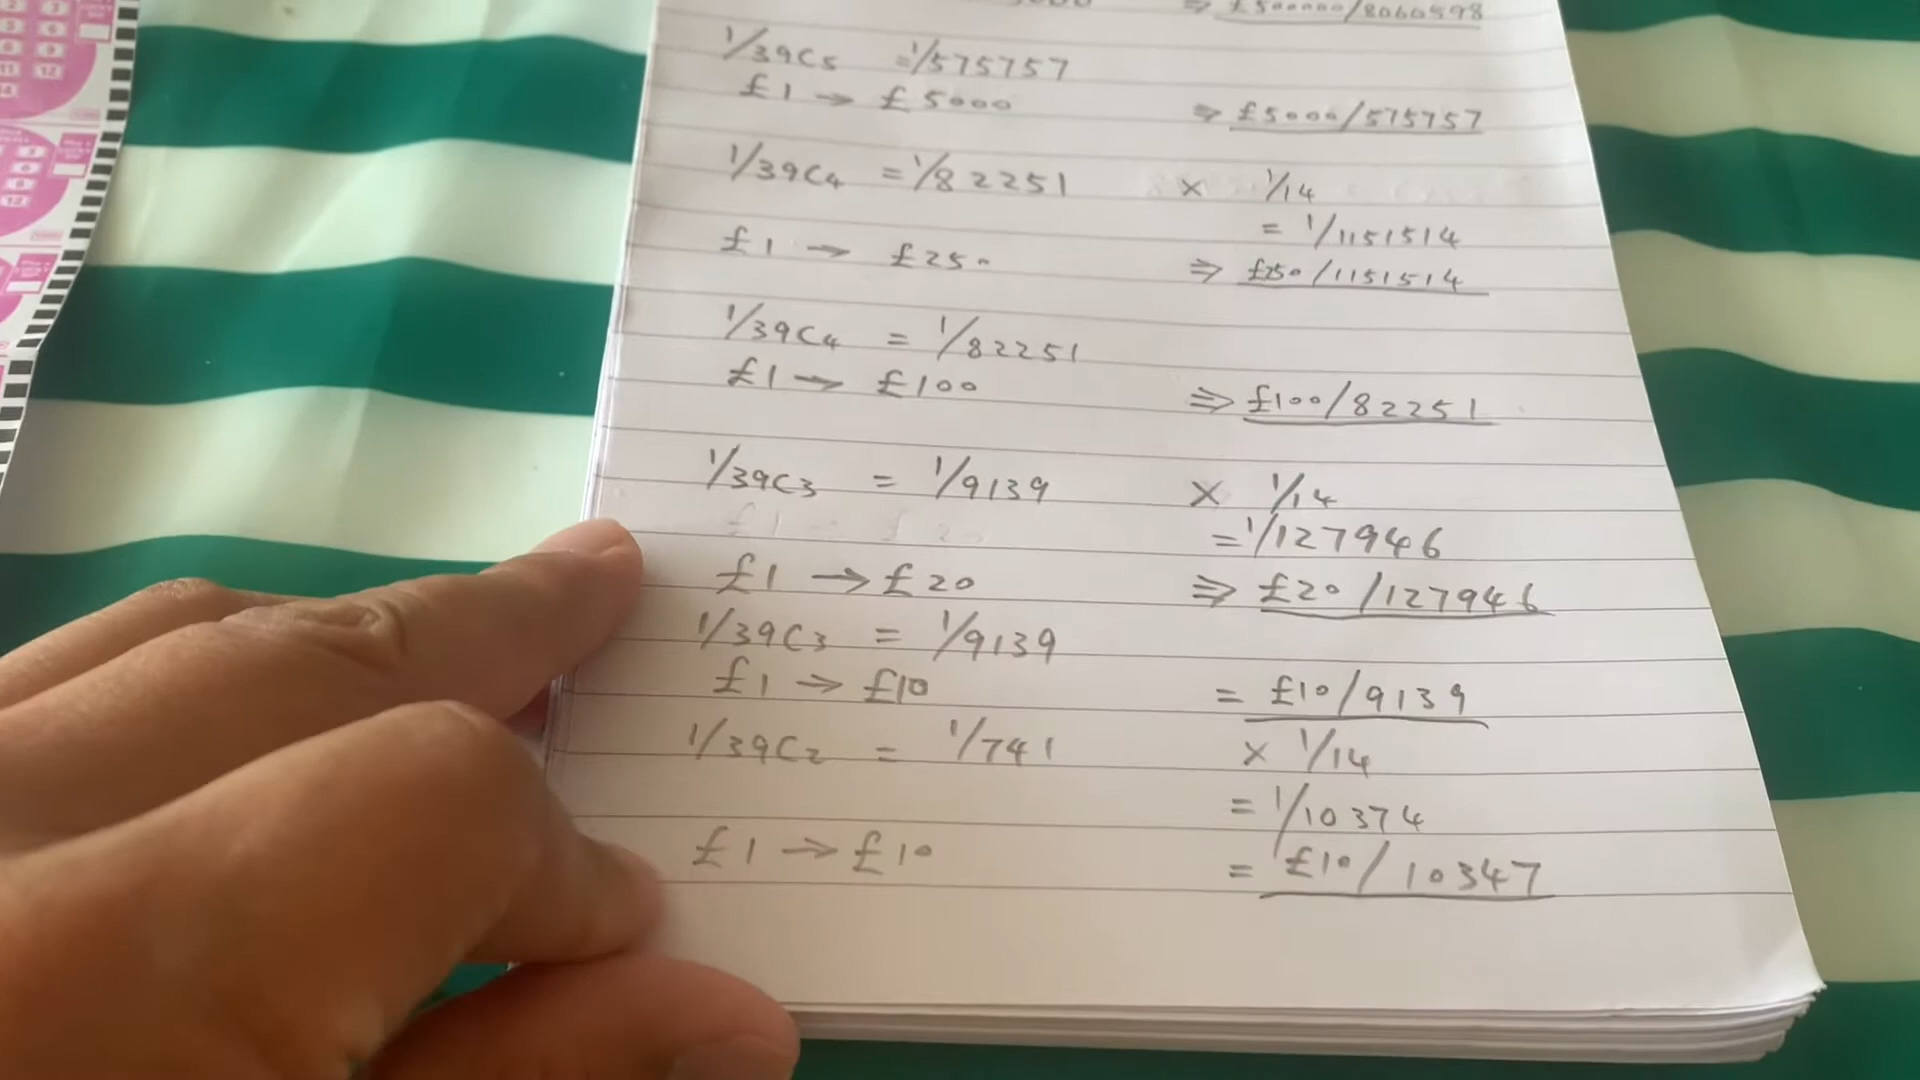 ⇒ £500000/8060598
1/39C5 = 1/575757
£1 → £5000 ⇒ £5000/575757
1/39C4 = 1/82251 × 1/14
= 1/1151514
£1 → £250 ⇒ £250/1151514
1/39C4 = 1/82251
£1 → £100 ⇒ £100/82251
1/39C3 = 1/9139 × 1/14
= 1/127946
£1 → £20 ⇒ £20/127946
1/39C3 = 1/9139
£1 → £10 = £10/9139
1/39C2 = 1/741 × 1/14
= 1/10374
£1 → £10 = £10/10347